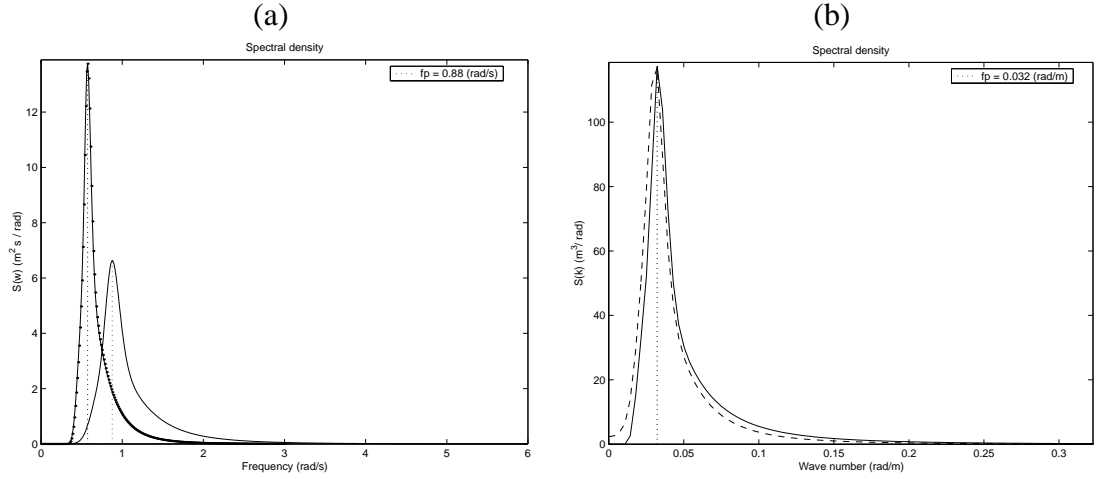 (a)
Spectral density
fp = 0.88 (rad/s)
S(w) (m² s / rad)
12
10
8
6
4
2
0
0 1 2 3 4 5 6
Frequency (rad/s)
(b)
Spectral density
fp = 0.032 (rad/m)
S(k) (m³/ rad)
100
80
60
40
20
0
0 0.05 0.1 0.15 0.2 0.25 0.3
Wave number (rad/m)